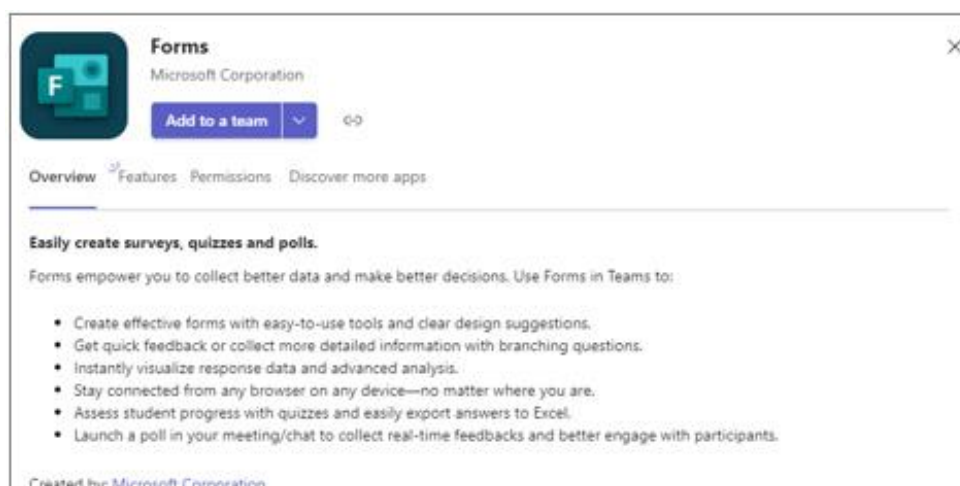 Forms
Microsoft Corporation
F
Add to a team
Overview Features Permissions Discover more apps
Easily create surveys, quizzes and polls.
Forms empower you to collect better data and make better decisions. Use Forms in Teams to:
• Create effective forms with easy-to-use tools and clear design suggestions.
• Get quick feedback or collect more detailed information with branching questions.
• Instantly visualize response data and advanced analysis.
• Stay connected from any browser on any device—no matter where you are.
• Assess student progress with quizzes and easily export answers to Excel.
• Launch a poll in your meeting/chat to collect real-time feedbacks and better engage with participants.
Created by: Microsoft Corporation